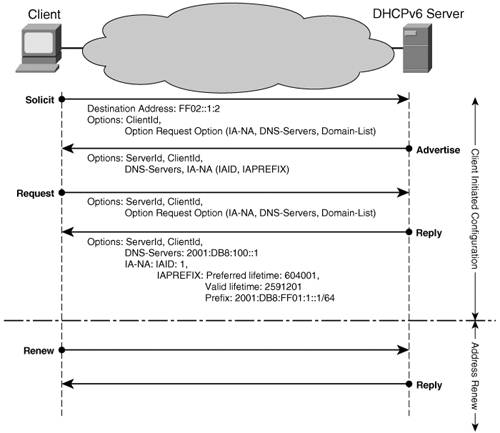 Client
DHCPv6 Server
Solicit
Destination Address: FF02::1:2
Options: ClientId,
Option Request Option (IA-NA, DNS-Servers, Domain-List)
Advertise
Options: ServerId, ClientId,
DNS-Servers, IA-NA (IAID, IAPREFIX)
Request
Options: ServerId, ClientId,
Option Request Option (IA-NA, DNS-Servers, Domain-List)
Reply
Options: ServerId, ClientId,
DNS-Servers: 2001:DB8:100::1
IA-NA: IAID: 1,
IAPREFIX: Preferred lifetime: 604001,
Valid lifetime: 2591201
Prefix: 2001:DB8:FF01:1::1/64
Client Initiated Configuration
Renew
Reply
Address Renew